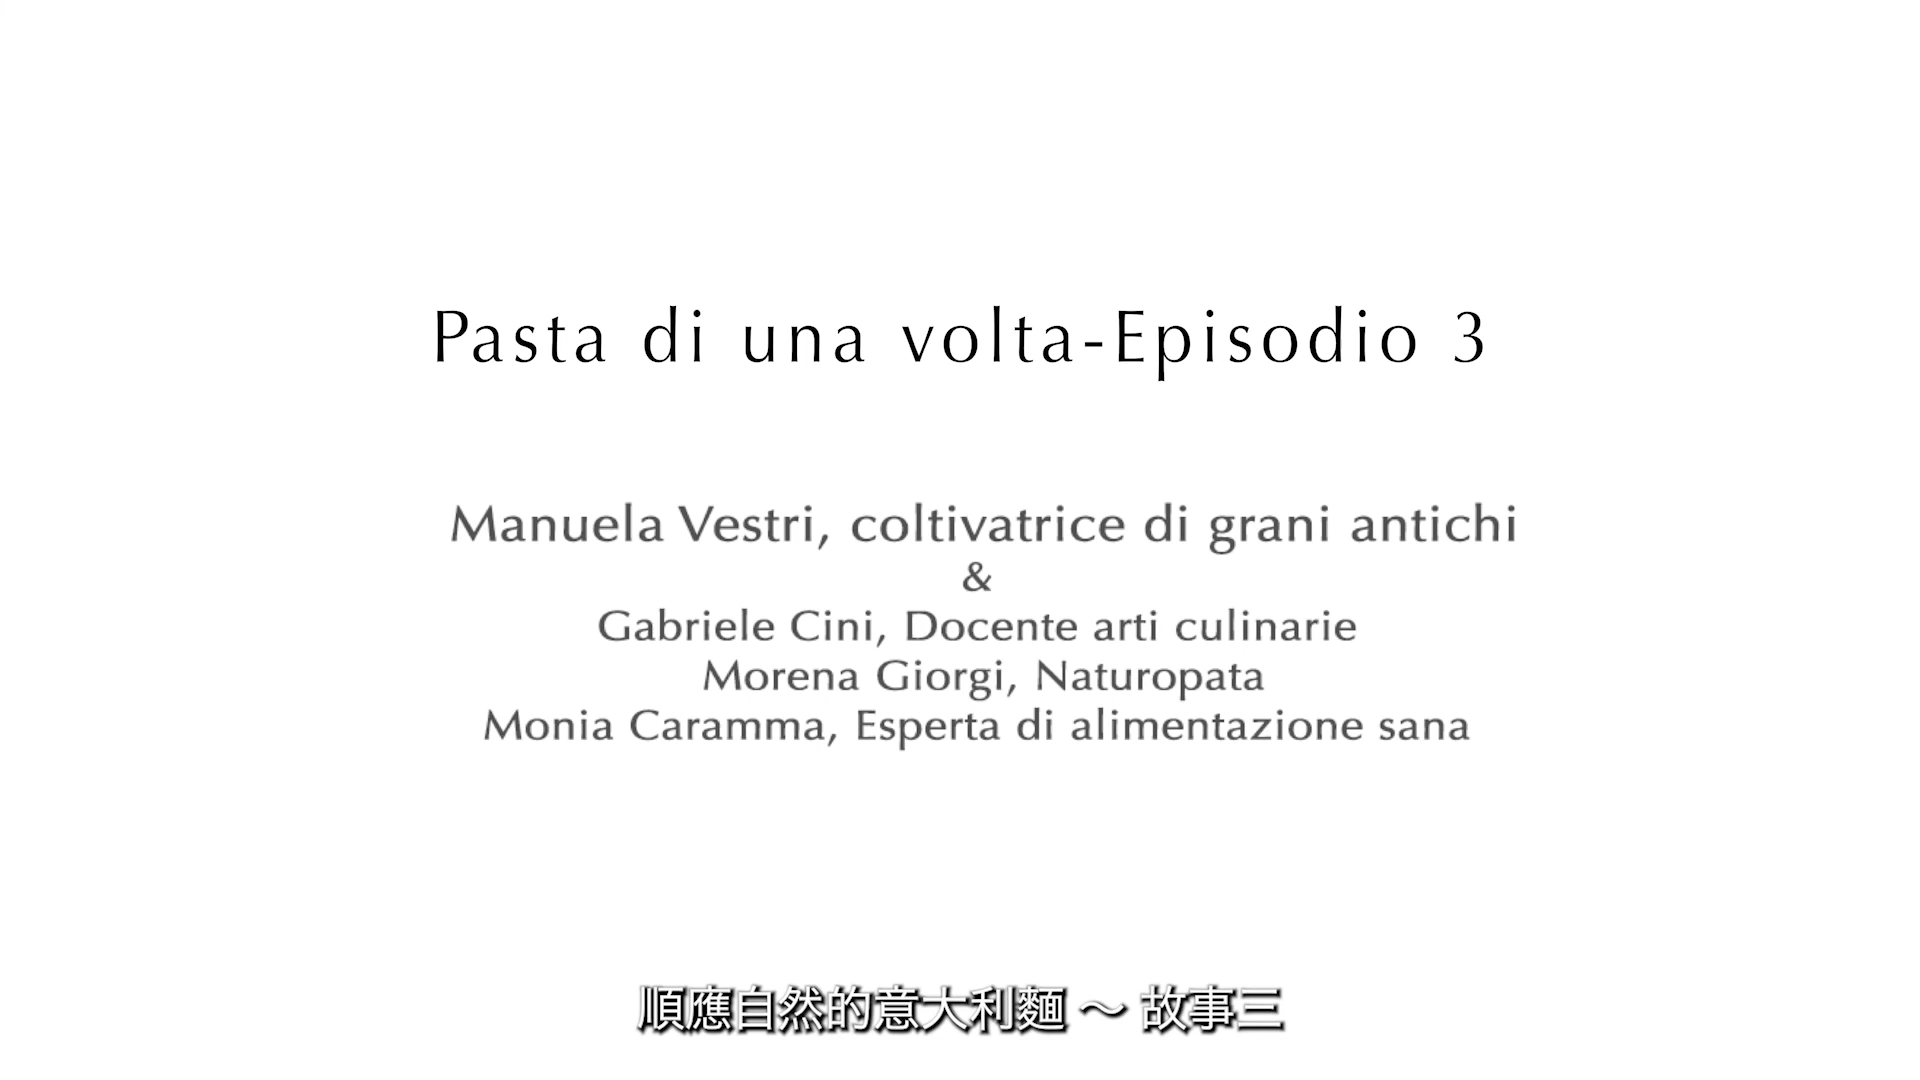 Pasta di una volta-Episodio 3
Manuela Vestri, coltivatrice di grani antichi
&
Gabriele Cini, Docente arti culinarie
Morena Giorgi, Naturopata
Monia Caramma, Esperta di alimentazione sana
順應自然的意大利麵 ～ 故事三